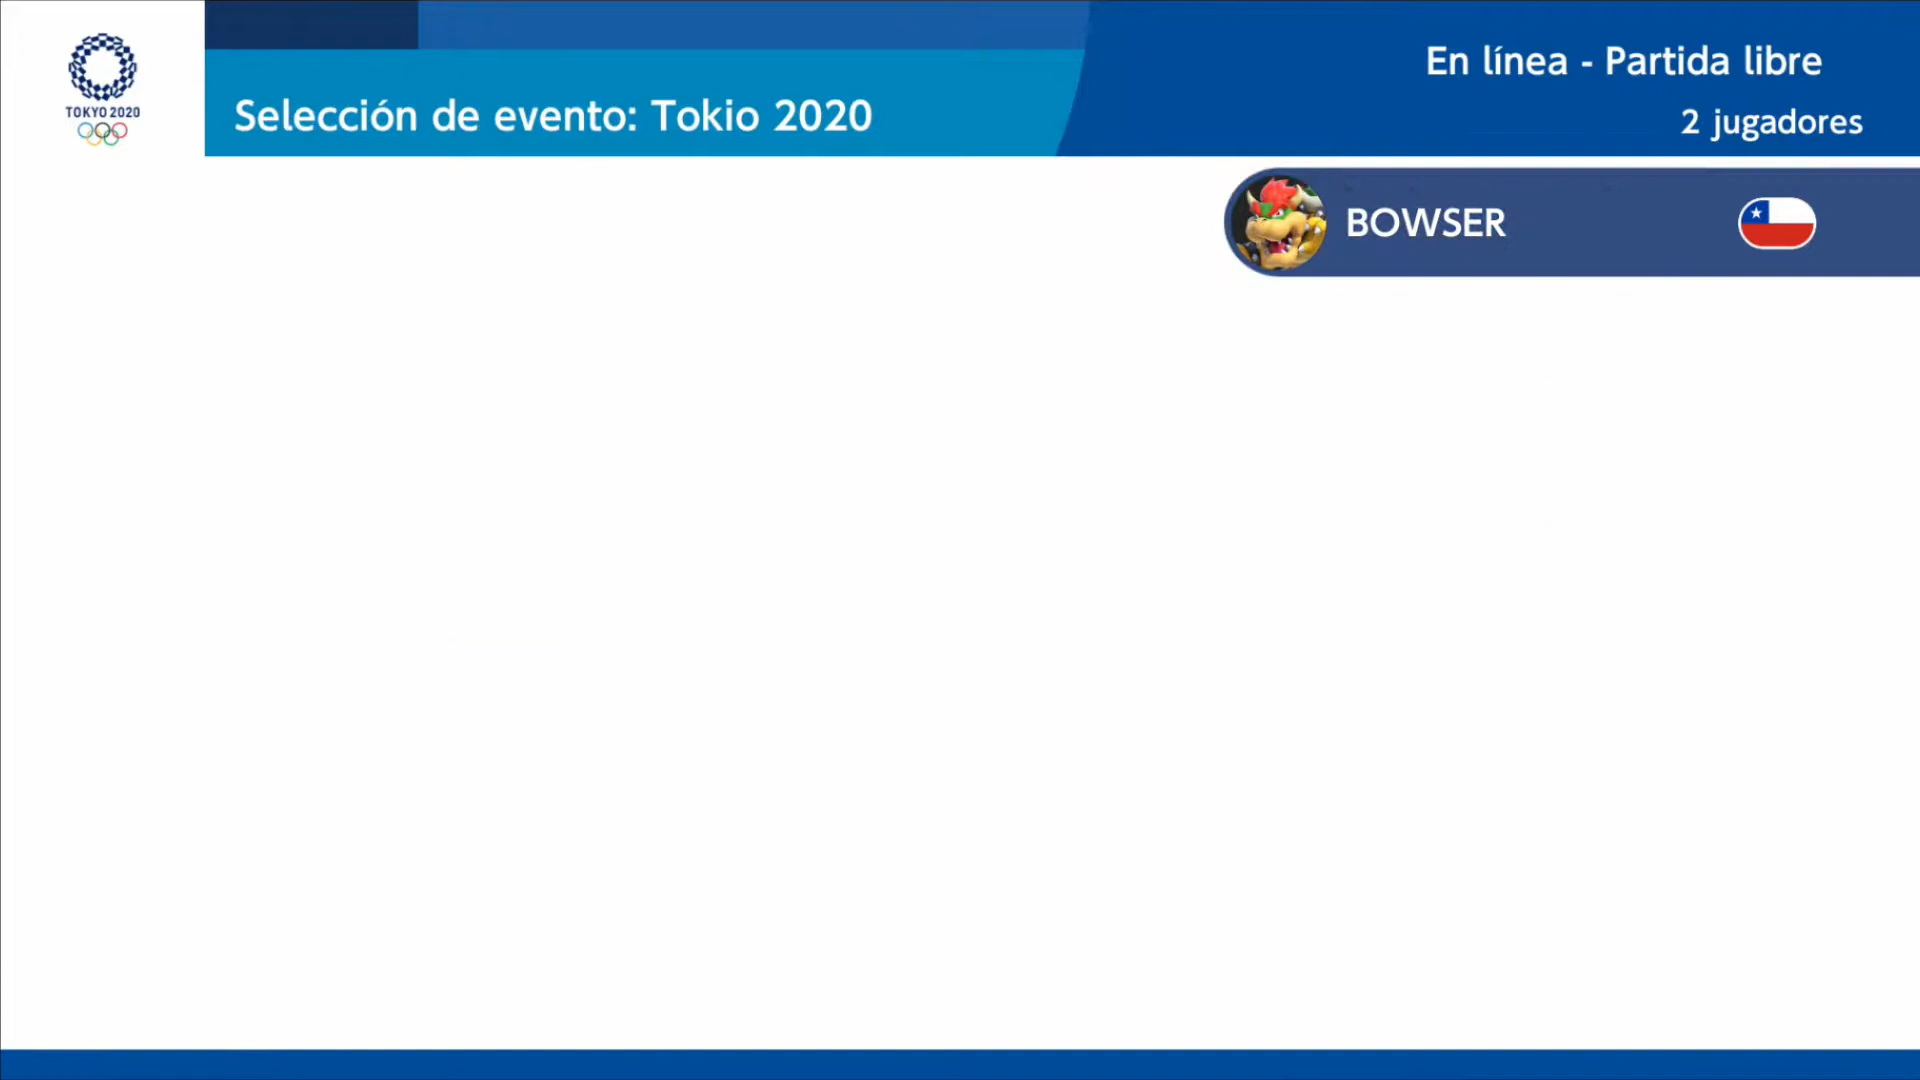 TOKYO 2020
Selección de evento: Tokio 2020
En línea - Partida libre
2 jugadores
BOWSER